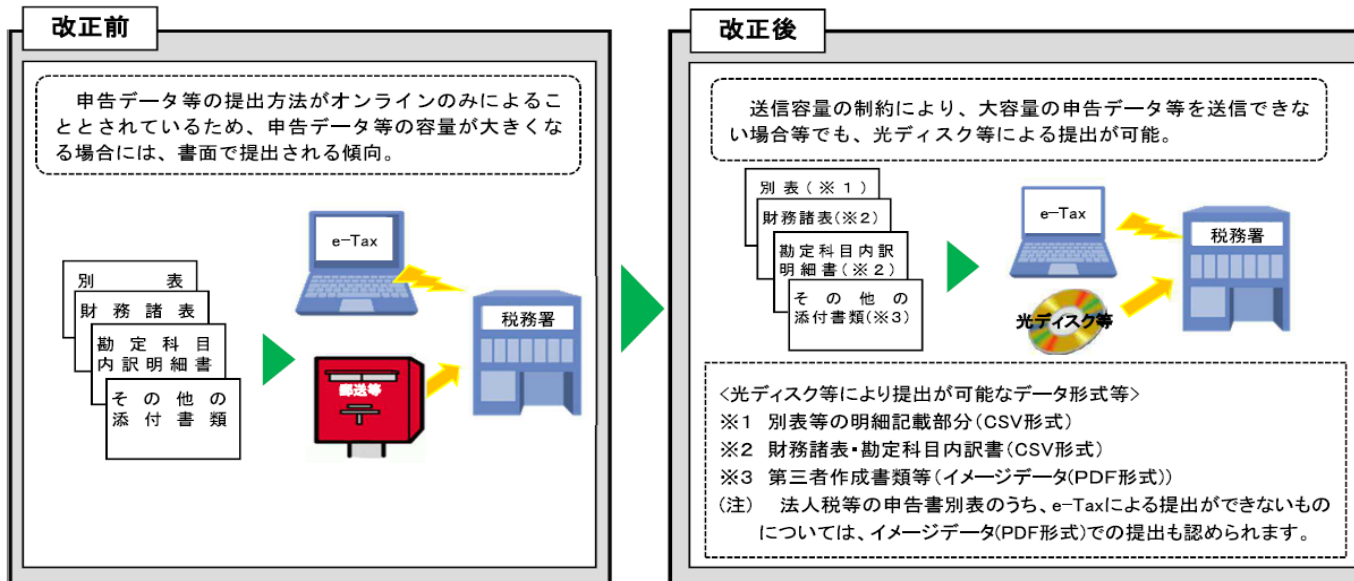 改正前
申告データ等の提出方法がオンラインのみによるこ
ととされているため、申告データ等の容量が大きくな
る場合には、書面で提出される傾向。
別表
財務諸表
勘定科目
内訳明細書
その他の
添付書類
e-Tax
郵送等
税務署
改正後
送信容量の制約により、大容量の申告データ等を送信できな
い場合等でも、光ディスク等による提出が可能。
別表(※1)
財務諸表(※2)
勘定科目内訳
明細書(※2)
その他の
添付書類(※3)
e-Tax
光ディスク等
税務署
<光ディスク等により提出が可能なデータ形式等>
※1 別表等の明細記載部分(CSV形式)
※2 財務諸表・勘定科目内訳書(CSV形式)
※3 第三者作成書類等(イメージデータ(PDF形式))
(注) 法人税等の申告書別表のうち、e-Taxによる提出ができないもの
については、イメージデータ(PDF形式)での提出も認められます。